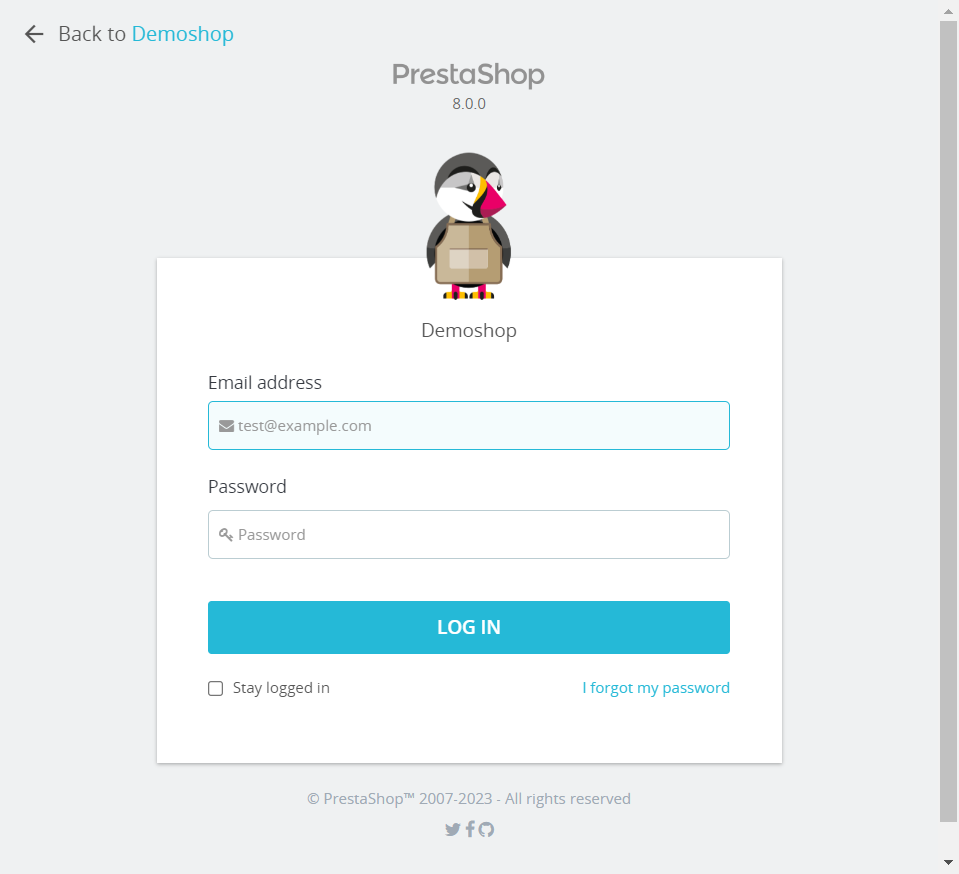 Back to Demoshop
PrestaShop
8.0.0
Demoshop
Email address
test@example.com
Password
Password
LOG IN
Stay logged in
I forgot my password
© PrestaShop™ 2007-2023 - All rights reserved